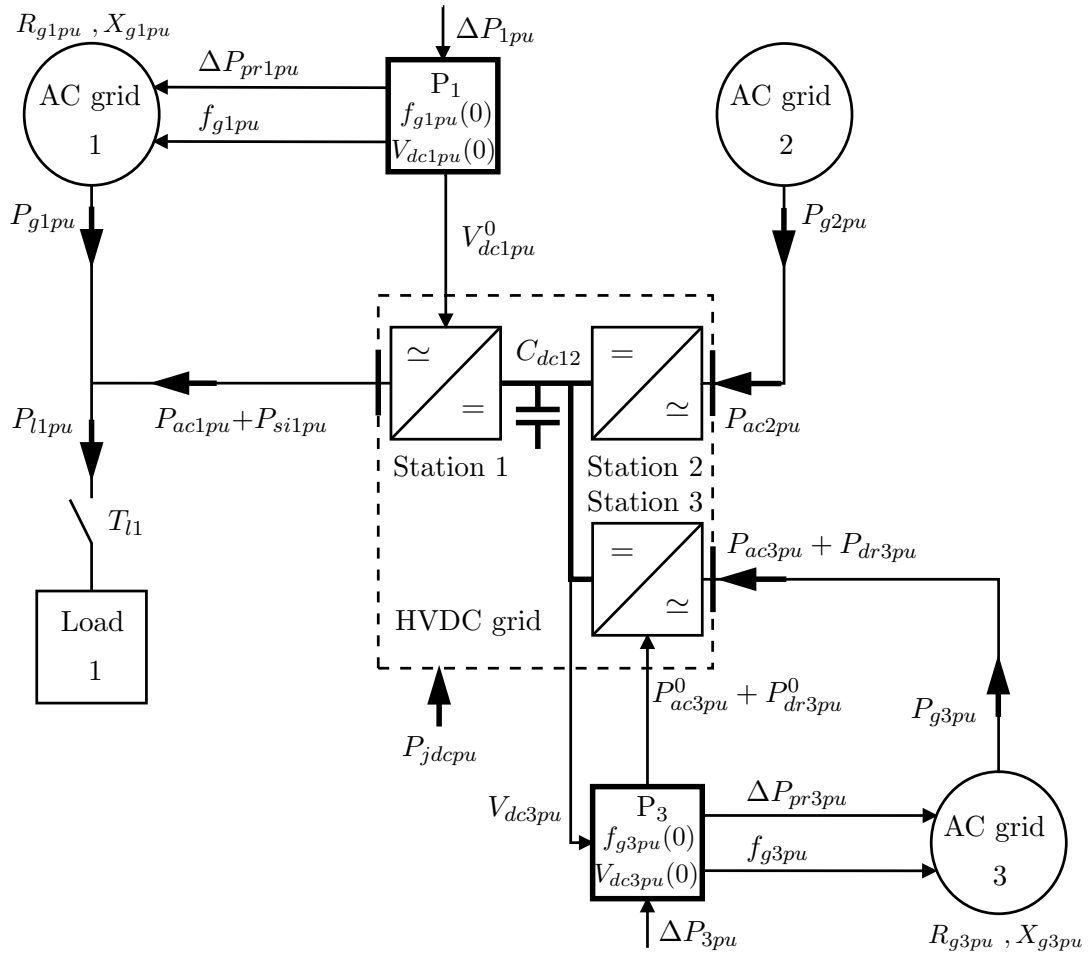 R_{g1pu} , X_{g1pu}
AC grid
1
ΔP_{pr1pu}
f_{g1pu}
ΔP_{1pu}
P_1
f_{g1pu}(0)
V_{dc1pu}(0)
AC grid
2
P_{g1pu}
V^0_{dc1pu}
P_{g2pu}
≃
=
C_{dc12}
=
≃
P_{l1pu}
P_{ac1pu}+P_{si1pu}
P_{ac2pu}
Station 1
Station 2
Station 3
T_{l1}
=
≃
P_{ac3pu} + P_{dr3pu}
Load
1
HVDC grid
P^0_{ac3pu} + P^0_{dr3pu}
P_{g3pu}
P_{jdcpu}
V_{dc3pu}
P_3
f_{g3pu}(0)
V_{dc3pu}(0)
ΔP_{pr3pu}
f_{g3pu}
AC grid
3
ΔP_{3pu}
R_{g3pu} , X_{g3pu}